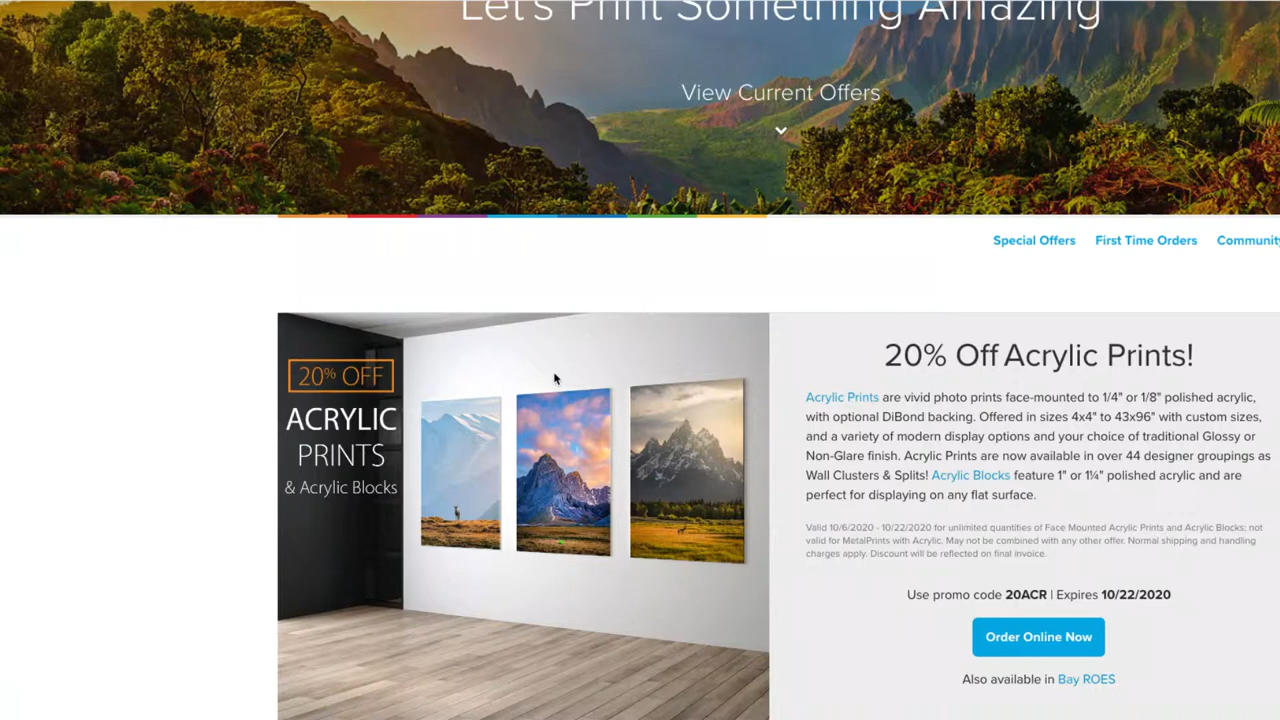 Let's Print Something Amazing
View Current Offers
Special Offers First Time Orders Community
20% OFF
ACRYLIC
PRINTS
& Acrylic Blocks
20% Off Acrylic Prints!
Acrylic Prints are vivid photo prints face-mounted to 1/4" or 1/8" polished acrylic,
with optional DiBond backing. Offered in sizes 4x4" to 43x96" with custom sizes,
and a variety of modern display options and your choice of traditional Glossy or
Non-Glare finish. Acrylic Prints are now available in over 44 designer groupings as
Wall Clusters & Splits! Acrylic Blocks feature 1" or 1¼" polished acrylic and are
perfect for displaying on any flat surface.
Valid 10/6/2020 - 10/22/2020 for unlimited quantities of Face Mounted Acrylic Prints and Acrylic Blocks; not
valid for MetalPrints with Acrylic. May not be combined with any other offer. Normal shipping and handling
charges apply. Discount will be reflected on final invoice.
Use promo code 20ACR | Expires 10/22/2020
Order Online Now
Also available in Bay ROES